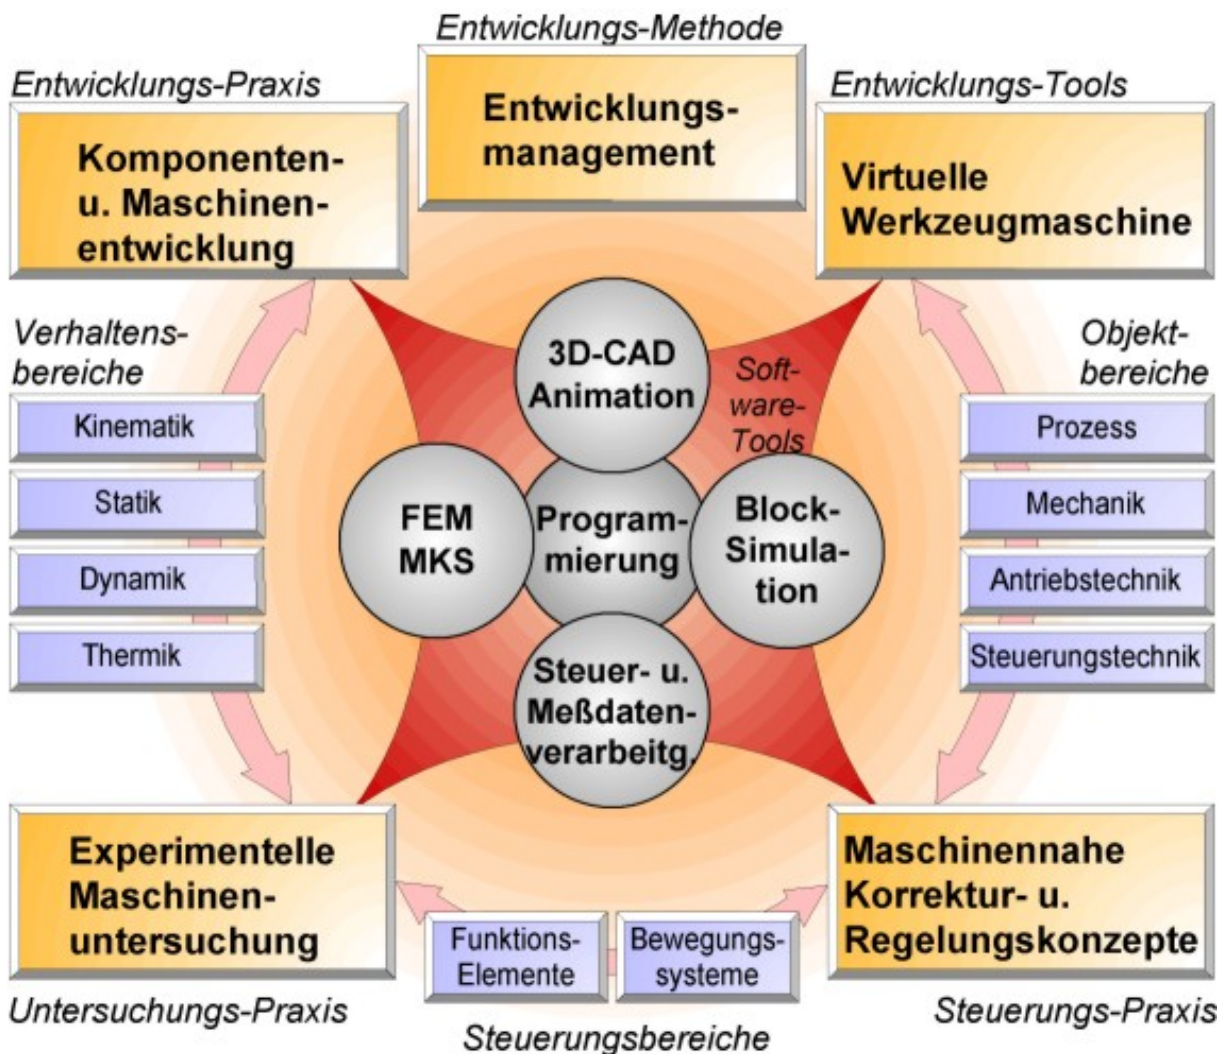 Entwicklungs-Methode
Entwicklungs-
management
Entwicklungs-Praxis
Komponenten-
u. Maschinen-
entwicklung
Entwicklungs-Tools
Virtuelle
Werkzeugmaschine
Verhaltens-
bereiche
Kinematik
Statik
Dynamik
Thermik
3D-CAD
Animation
Soft-
ware-
Tools
FEM
MKS
Program-
mierung
Block-
Simula-
tion
Steuer- u.
Meßdaten-
verarbeitg.
Objekt-
bereiche
Prozess
Mechanik
Antriebstechnik
Steuerungstechnik
Experimentelle
Maschinen-
untersuchung
Untersuchungs-Praxis
Funktions-
Elemente
Bewegungs-
systeme
Steuerungsbereiche
Maschinennahe
Korrektur- u.
Regelungskonzepte
Steuerungs-Praxis